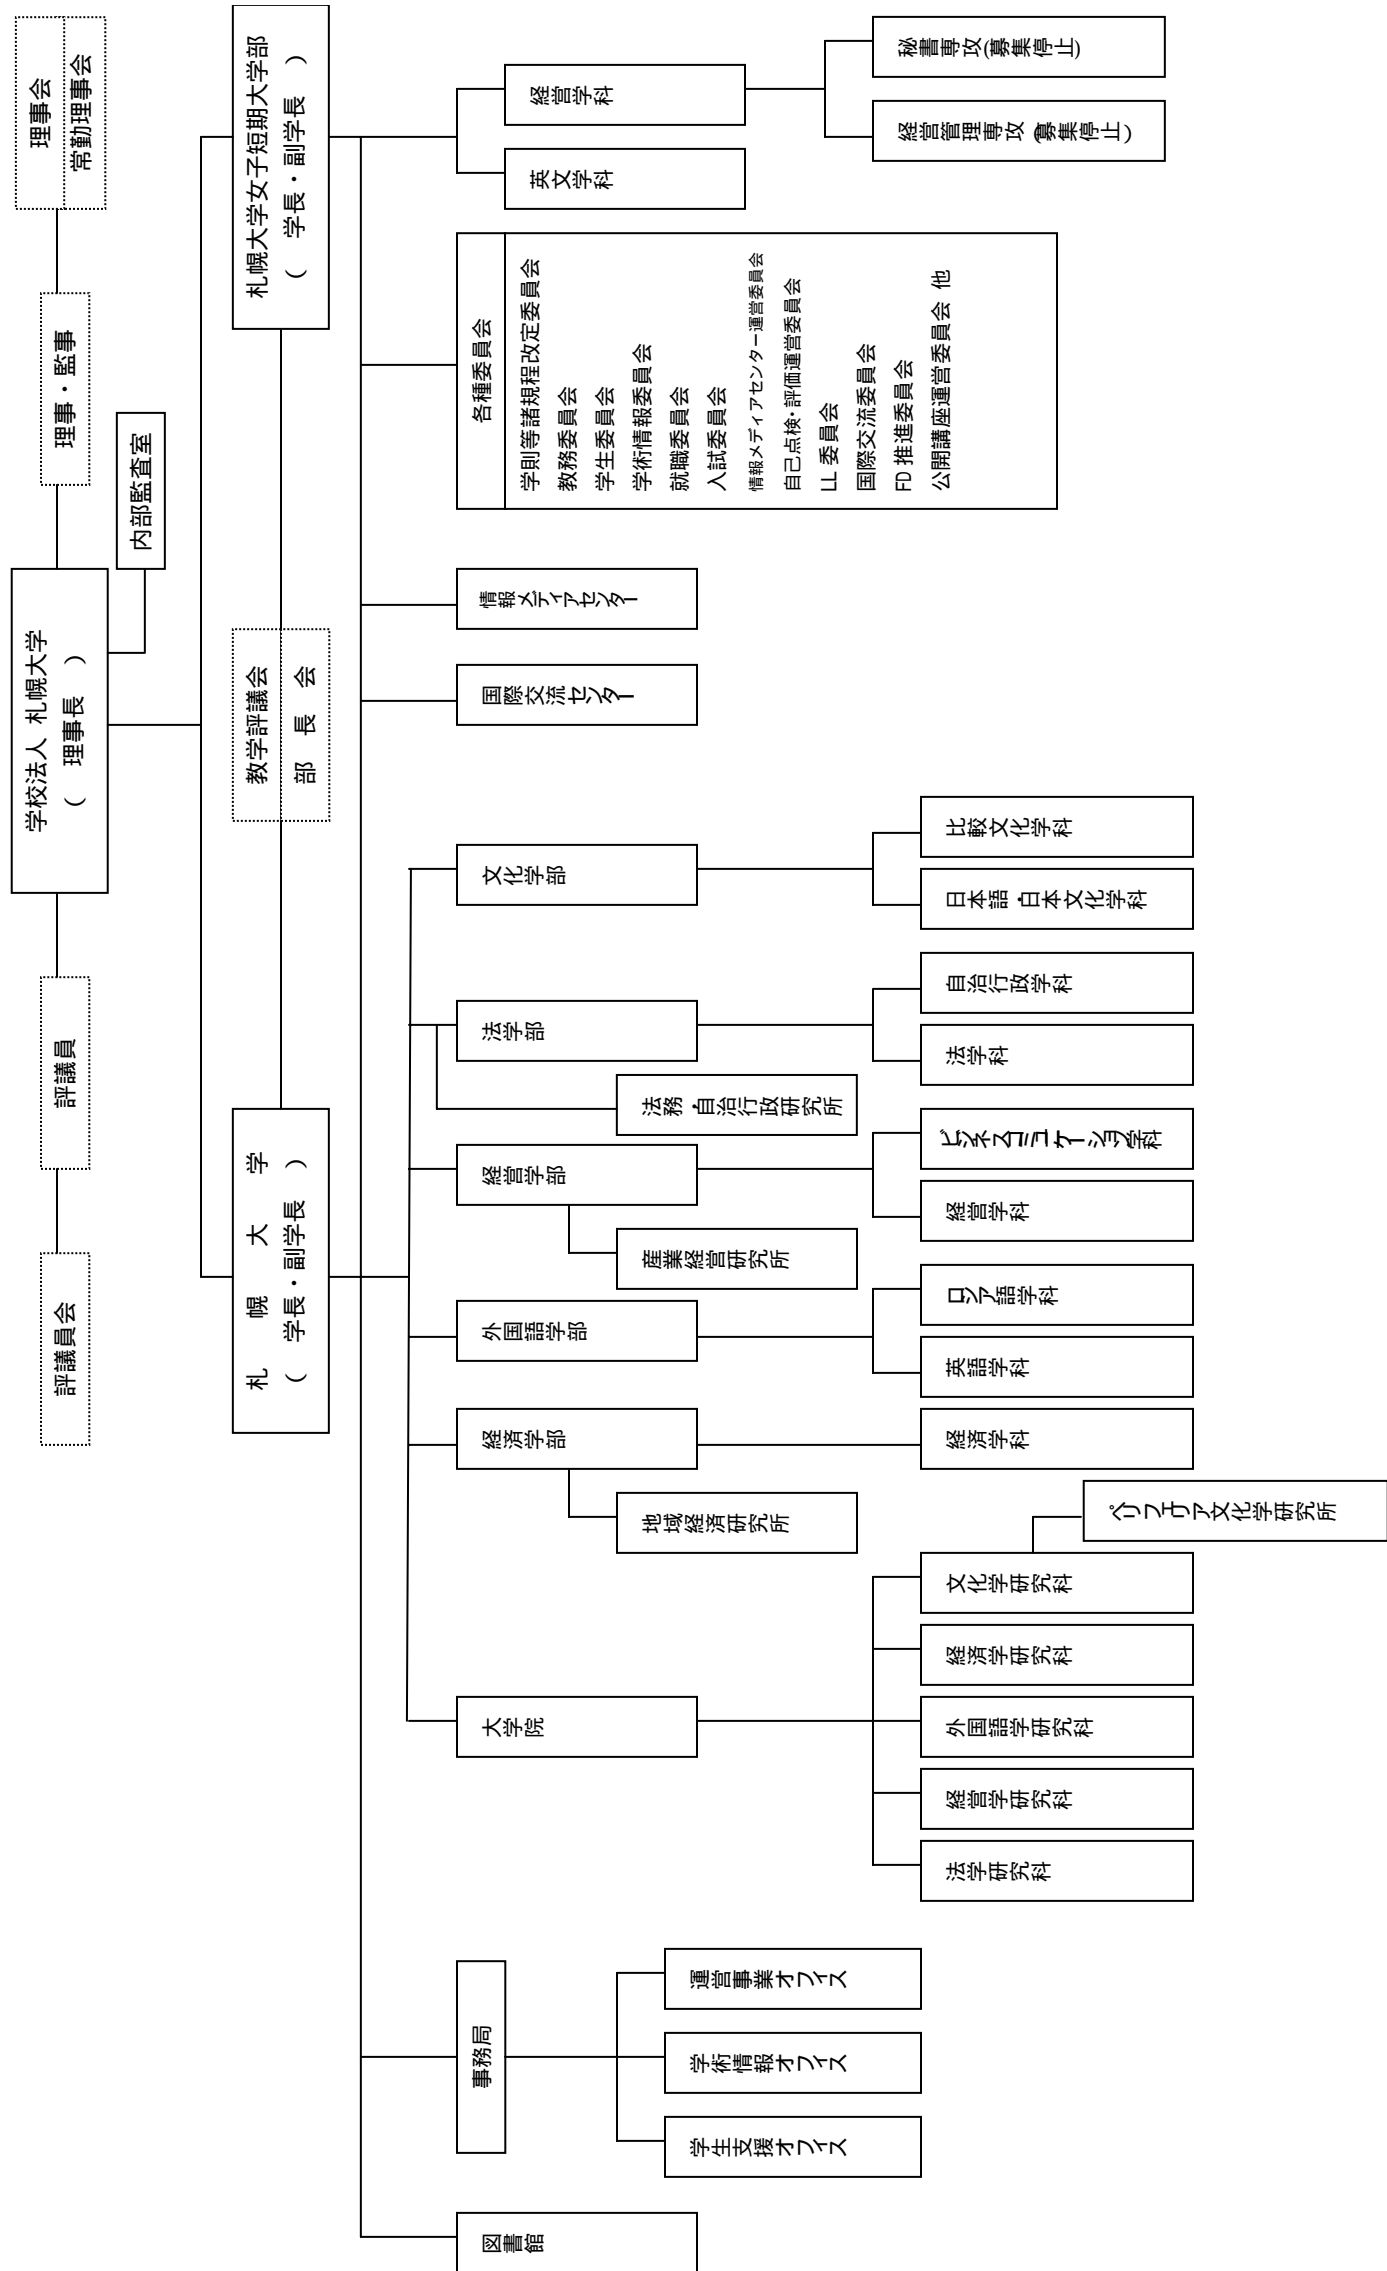 評議員会
評議員
学校法人 札幌大学
( 理事長 )
理事・監事
理事会
常勤理事会
内部監査室
札幌大学
( 学長・副学長 )
教学評議会
部長会
札幌大学女子短期大学部
( 学長・副学長 )
図書館
事務局
学生支援オフィス
学術情報オフィス
運営事業オフィス
大学院
法学研究科
経営学研究科
外国語学研究科
経済学研究科
文化学研究科
ペリフェリア文化学研究所
経済学部
地域経済研究所
経済学科
外国語学部
英語学科
ロシア語学科
経営学部
産業経営研究所
経営学科
ビジネスコミュニケーション学科
法学部
法務・自治行政研究所
法学科
自治行政学科
文化学部
日本語・日本文化学科
比較文化学科
国際交流センター
情報メディアセンター
各種委員会
学則等諸規程改定委員会
教務委員会
学生委員会
学術情報委員会
就職委員会
入試委員会
情報メディアセンター運営委員会
自己点検・評価運営委員会
LL 委員会
国際交流委員会
FD 推進委員会
公開講座運営委員会 他
英文学科
経営学科
経営管理専攻(募集停止)
秘書専攻(募集停止)